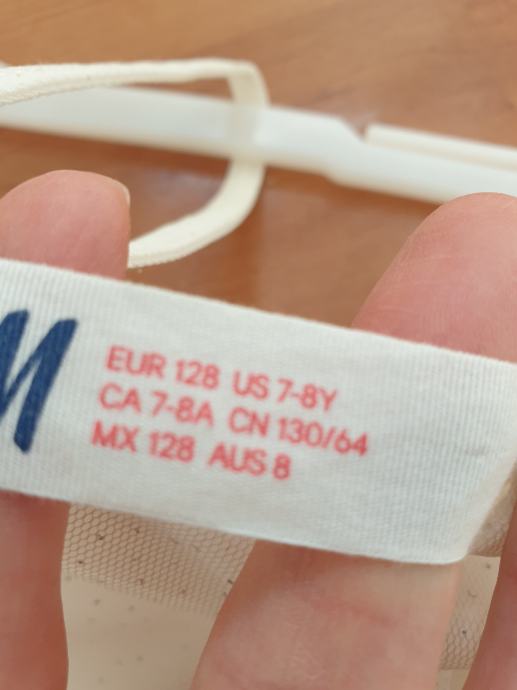 M
EUR 128 US 7-8Y
CA 7-8A CN 130/64
MX 128 AUS 8